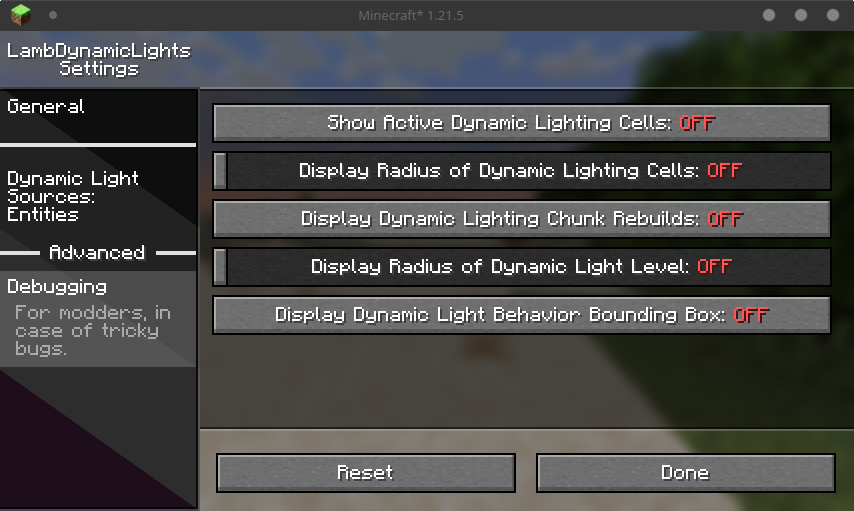 Minecraft* 1.21.5
LambDynamicLights
Settings
General
Dynamic Light
Sources:
Entities
Advanced
Debugging
For modders, in
case of tricky
bugs.
Show Active Dynamic Lighting Cells: OFF
Display Radius of Dynamic Lighting Cells: OFF
Display Dynamic Lighting Chunk Rebuilds: OFF
Display Radius of Dynamic Light Level: OFF
Display Dynamic Light Behavior Bounding Box: OFF
Reset
Done